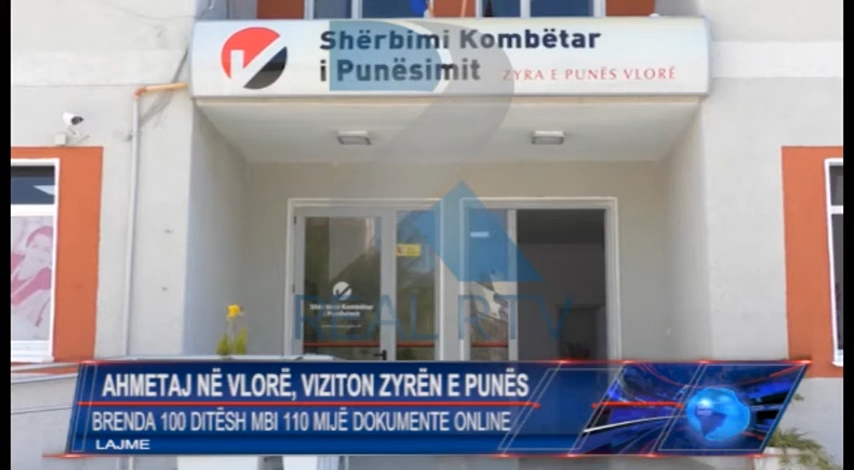 Shërbimi Kombëtar
i Punësimit ZYRA E PUNËS VLORË
Shërbimi Kombëtar
i Punësimit
REAL RTV
AHMETAJ NË VLORË, VIZITON ZYRËN E PUNËS
BRENDA 100 DITËSH MBI 110 MIJË DOKUMENTE ONLINE
LAJME